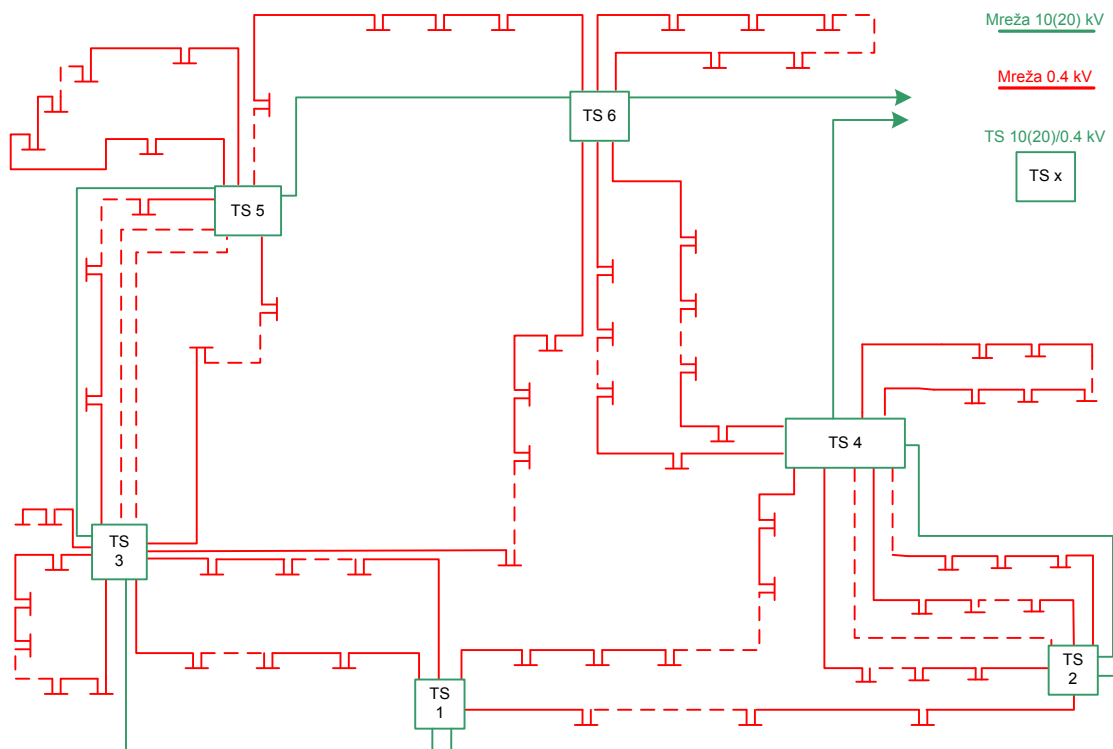 Mreža 10(20) kV
Mreža 0.4 kV
TS 10(20)/0.4 kV
TS x
TS 6
TS 5
TS 4
TS
3
TS
2
TS
1